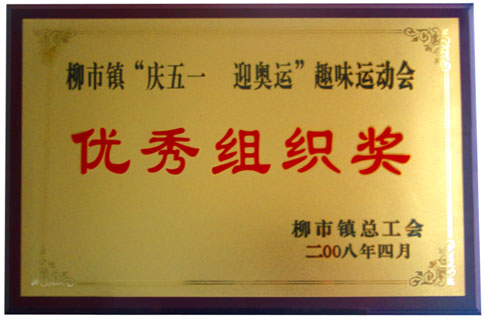 柳市镇“庆五一　迎奥运”趣味运动会
优秀组织奖
柳市镇总工会
二00八年四月